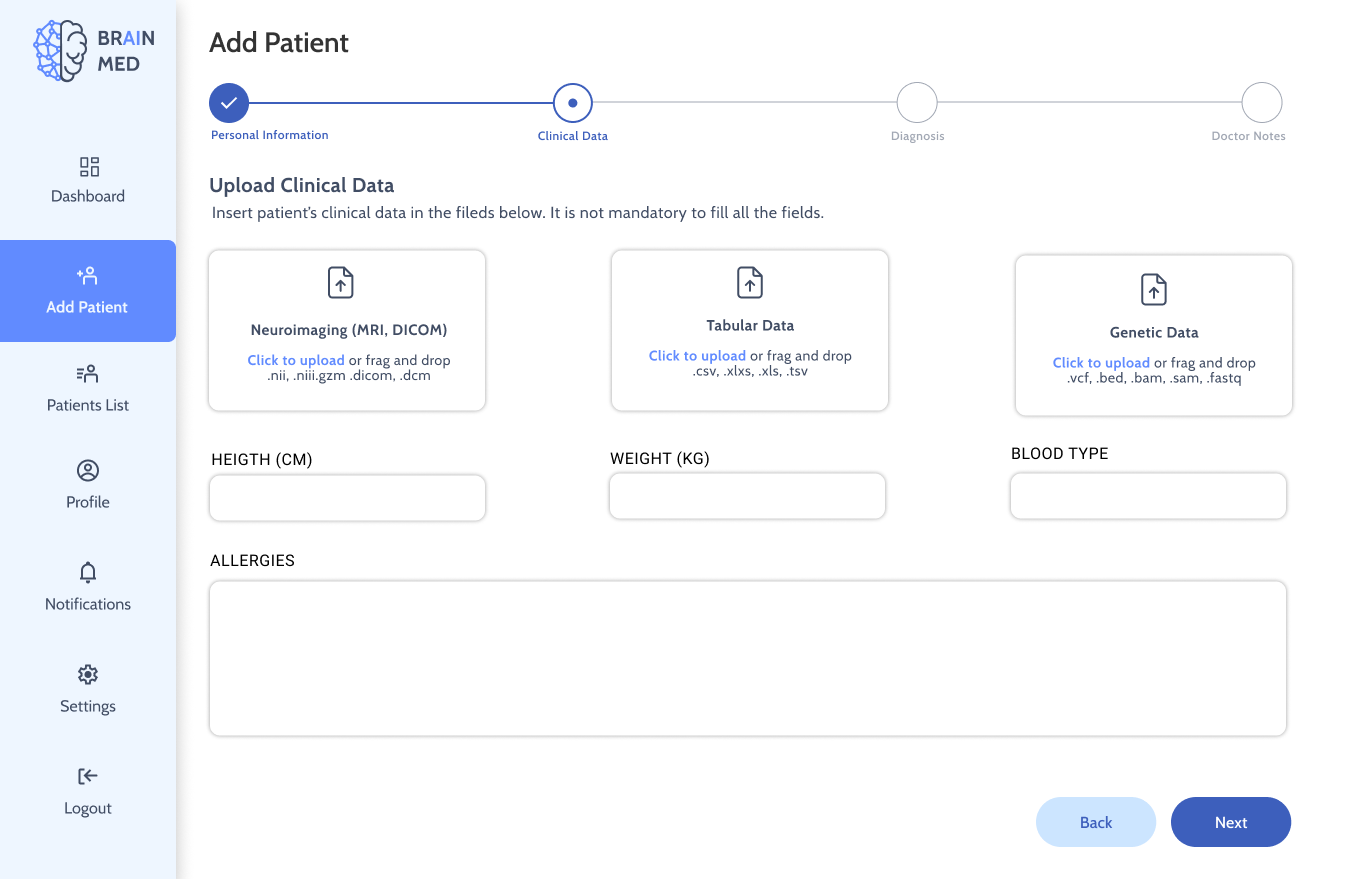 BRAIN
MED
Dashboard
Add Patient
Patients List
Profile
Notifications
Settings
Logout
Add Patient
Personal Information
Clinical Data
Diagnosis
Doctor Notes
Upload Clinical Data
Insert patient's clinical data in the fileds below. It is not mandatory to fill all the fields.
Neuroimaging (MRI, DICOM)
Click to upload or frag and drop
.nii, .niii.gzm .dicom, .dcm
Tabular Data
Click to upload or frag and drop
.csv, .xlxs, .xls, .tsv
Genetic Data
Click to upload or frag and drop
.vcf, .bed, .bam, .sam, .fastq
HEIGTH (CM)
WEIGHT (KG)
BLOOD TYPE
ALLERGIES
Back
Next